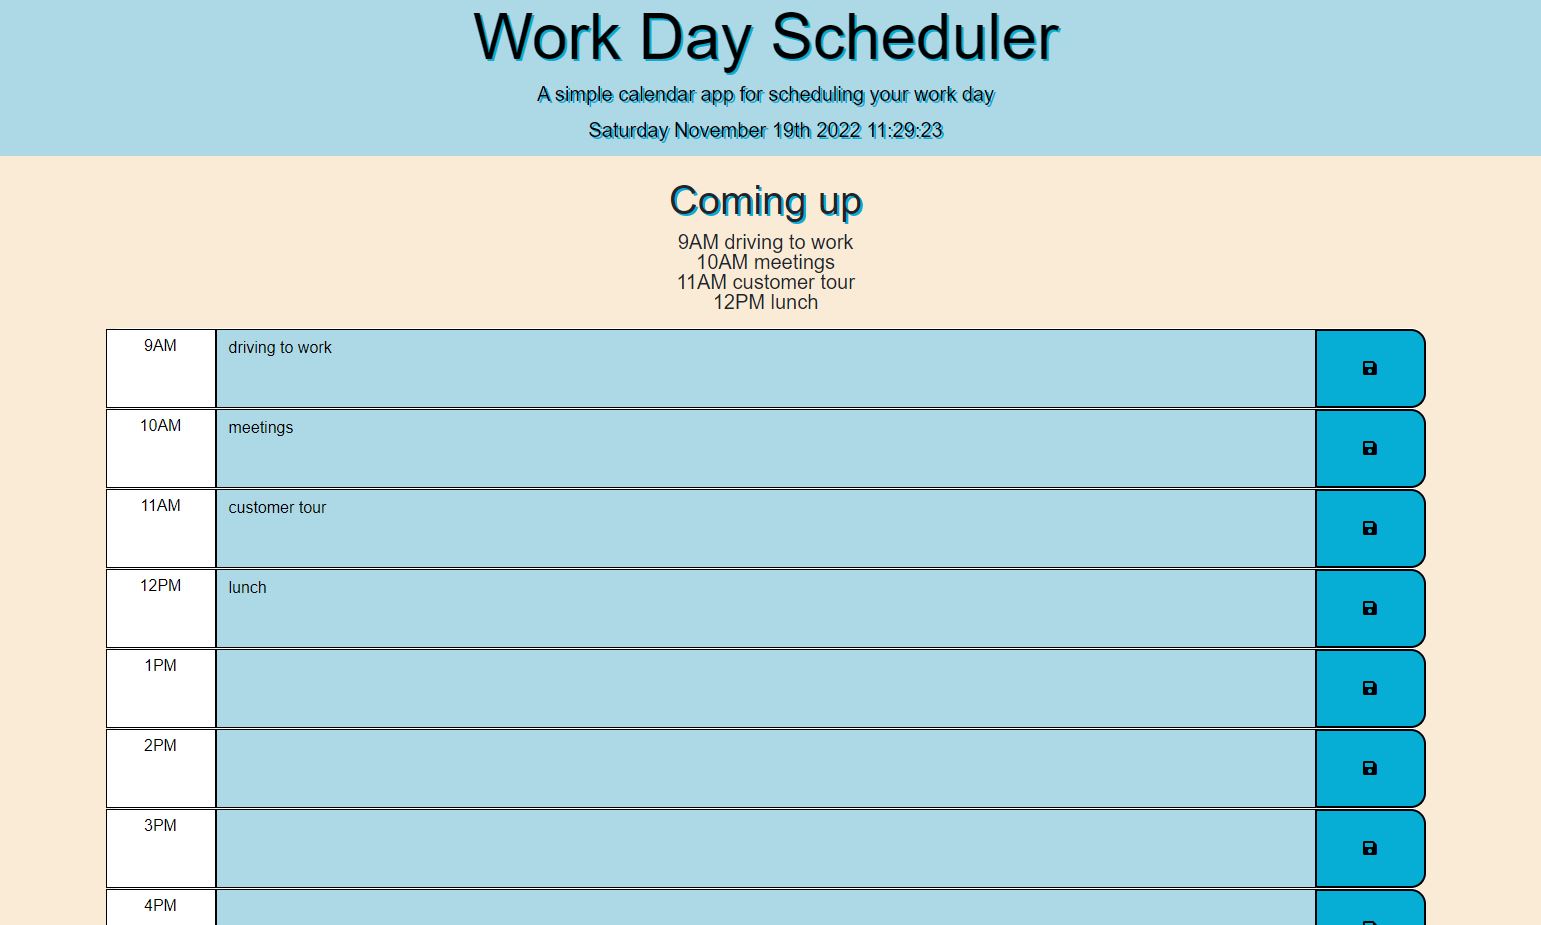 Work Day Scheduler
A simple calendar app for scheduling your work day
Saturday November 19th 2022 11:29:23
Coming up
9AM driving to work
10AM meetings
11AM customer tour
12PM lunch
9AM driving to work
10AM meetings
11AM customer tour
12PM lunch
1PM
2PM
3PM
4PM